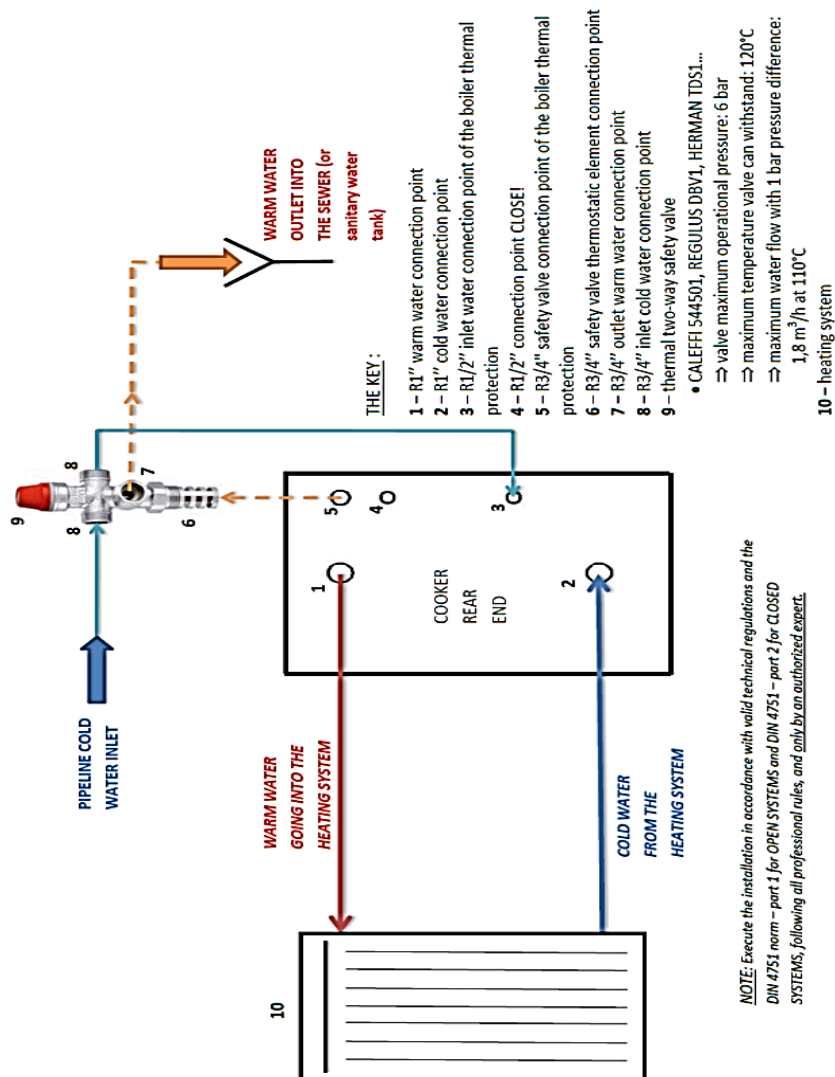 PIPELINE COLD
WATER INLET
9
8
8
7
6
WARM WATER
OUTLET INTO
THE SEWER (or
sanitary water
tank)
10
WARM WATER
GOING INTO THE
HEATING SYSTEM
COLD WATER
FROM THE
HEATING SYSTEM
1
5
4
COOKER
REAR
END
2
3
THE KEY :
1 – R1’’ warm water connection point
2 – R1’’ cold water connection point
3 – R1/2’’ inlet water connection point of the boiler thermal
protection
4 – R1/2’’ connection point CLOSE!
5 – R3/4" safety valve connection point of the boiler thermal
protection
6 – R3/4’’ safety valve thermostatic element connection point
7 – R3/4’’ outlet warm water connection point
8 – R3/4’’ inlet cold water connection point
9 – thermal two-way safety valve
• CALEFFI 544501, REGULUS DBV1, HERMAN TDS1...
⇒ valve maximum operational pressure: 6 bar
⇒ maximum temperature valve can withstand: 120°C
⇒ maximum water flow with 1 bar pressure difference:
1,8 m³/h at 110°C
10 – heating system
NOTE: Execute the installation in accordance with valid technical regulations and the
DIN 4751 norm – part 1 for OPEN SYSTEMS and DIN 4751 – part 2 for CLOSED
SYSTEMS, following all professional rules, and only by an authorized expert.